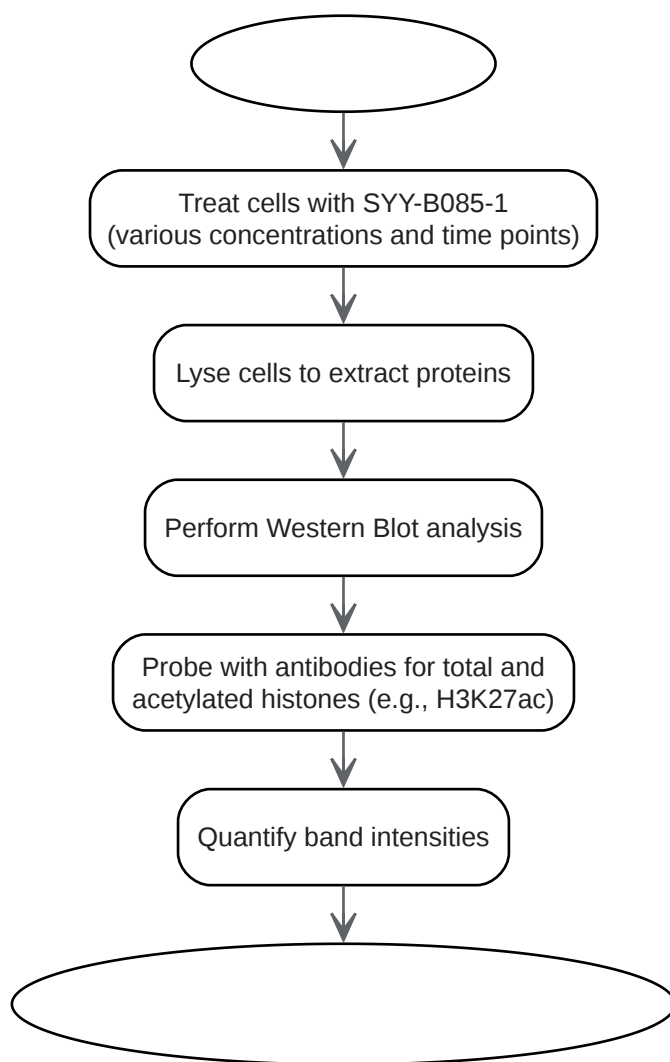 Treat cells with SYY-B085-1
(various concentrations and time points)
Lyse cells to extract proteins
Perform Western Blot analysis
Probe with antibodies for total and
acetylated histones (e.g., H3K27ac)
Quantify band intensities